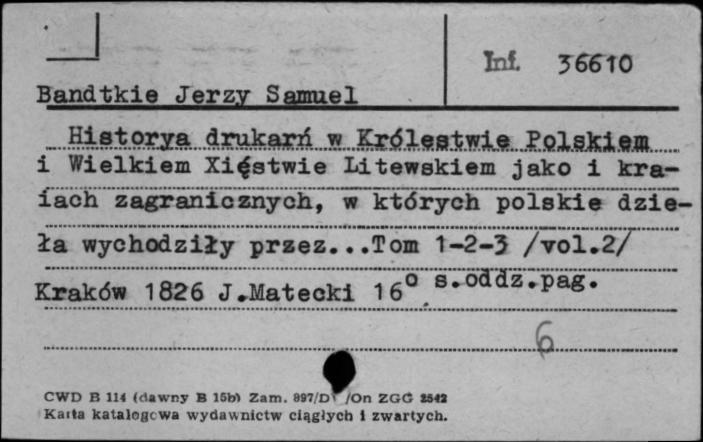 Inf. 36610
Bandtkie Jerzy Samuel
Historya drukarń w Królestwie Polskiem
i Wielkiem Xięstwie Litewskiem jako i kra-
iach zagranicznych, w których polskie dzie-
ła wychodziły przez...Tom 1-2-3 /vol.2/
Kraków 1826 J.Matecki 16° s.oddz.pag.
6
CWD B 114 (dawny B 15b) Zam. 897/D /On ZGG 2542
Karta katalogowa wydawnictw ciągłych i zwartych.